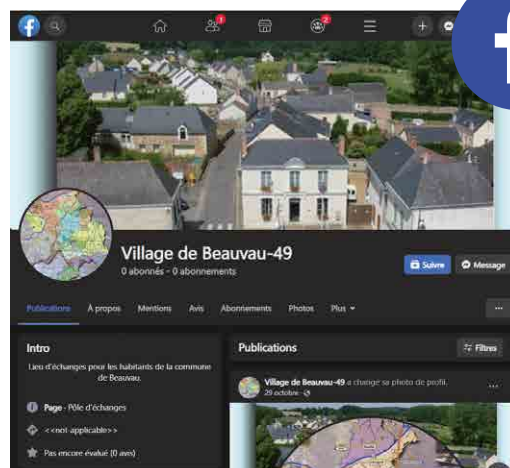 1
2
Village de Beauvau-49
0 abonnés • 0 abonnements
Suivre
Message
Publications À propos Mentions Avis Abonnements Photos Plus
Intro
Lieu d'échanges pour les habitants de la commune
de Beauvau.
Page · Pôle d'échanges
<<not-applicable>>
Pas encore évalué (0 avis)
Publications
Filtres
Village de Beauvau-49 a changé sa photo de profil.
29 octobre